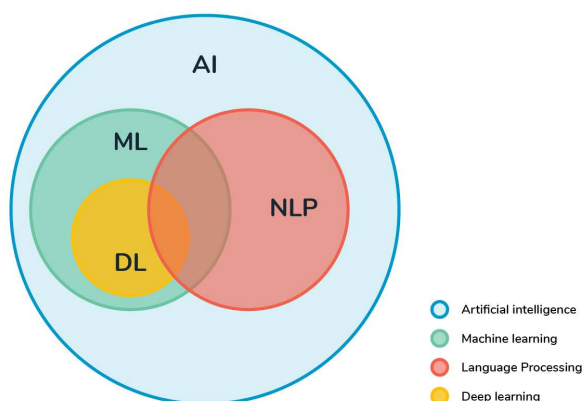 AI
ML
NLP
DL
Artificial intelligence
Machine learning
Language Processing
Deep learning